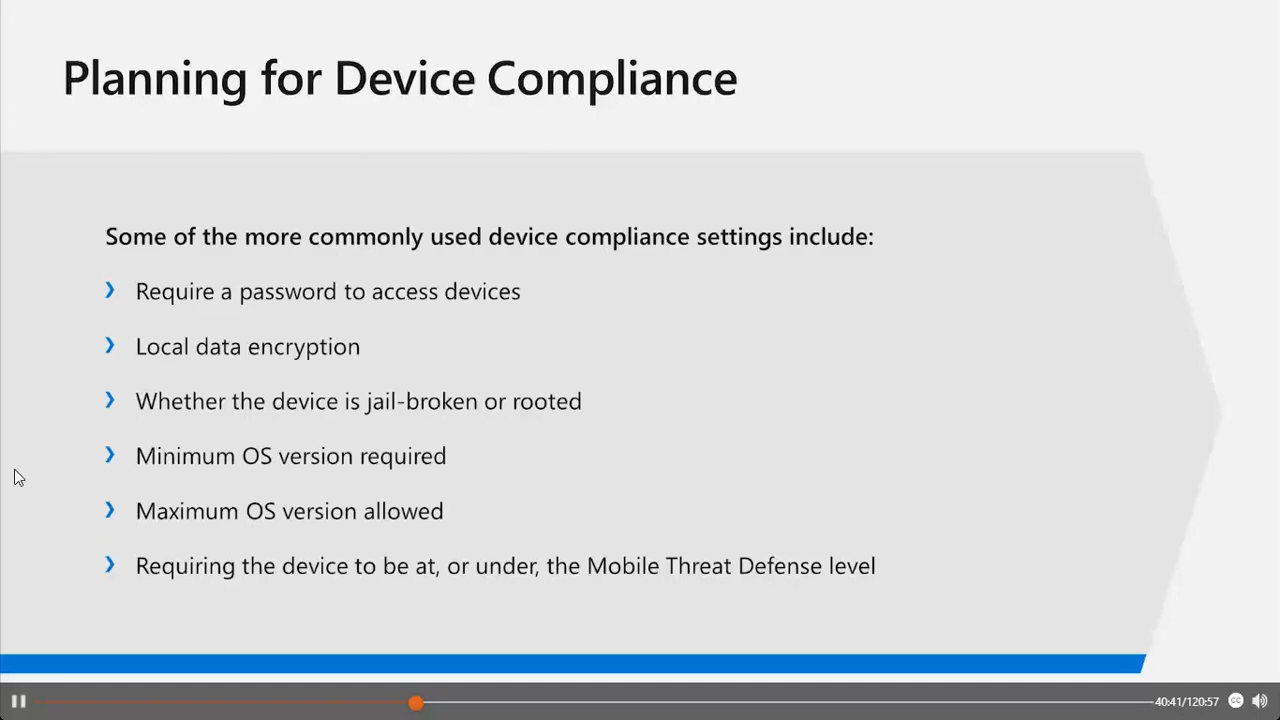 Planning for Device Compliance
Some of the more commonly used device compliance settings include:
Require a password to access devices
Local data encryption
Whether the device is jail-broken or rooted
Minimum OS version required
Maximum OS version allowed
Requiring the device to be at, or under, the Mobile Threat Defense level
40:41/120:57
CC